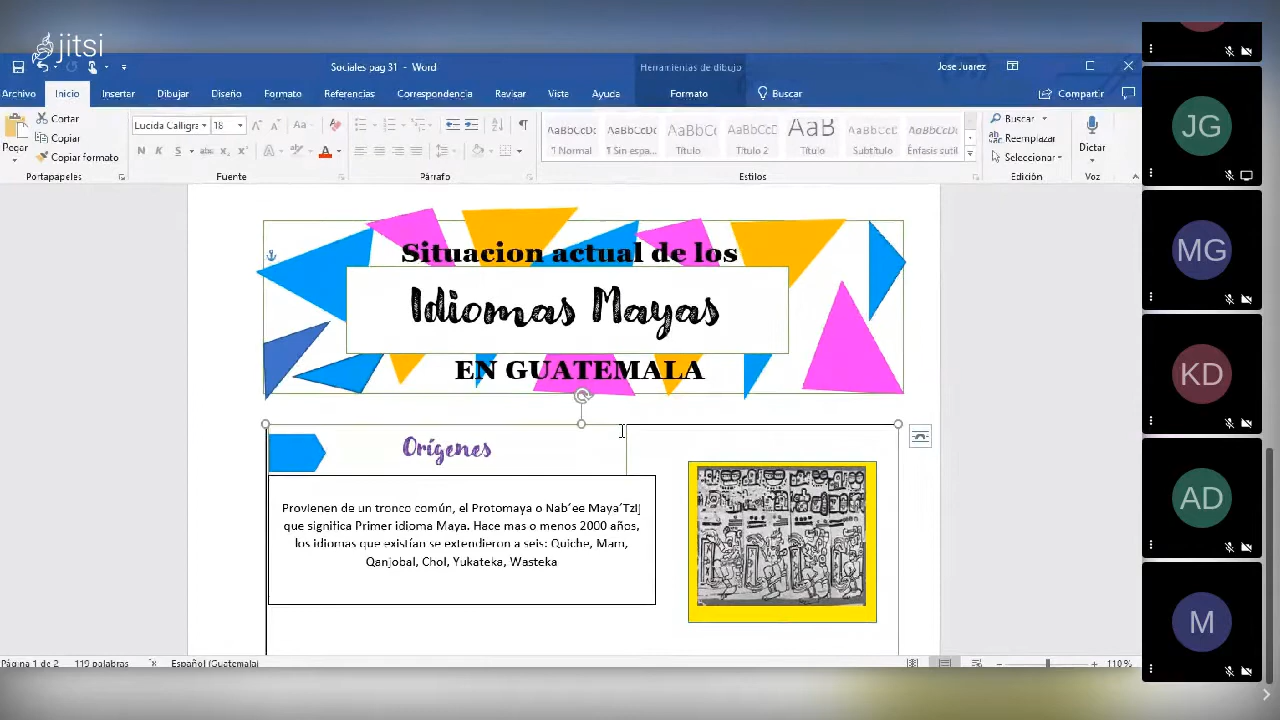 jitsi
Sociales pag 31 - Word
Herramientas de dibujo
Jose Juarez
Archivo Inicio Insertar Dibujar Diseño Formato Referencias Correspondencia Revisar Vista Ayuda Formato Buscar Compartir
Pegar
Cortar
Copiar
Copiar formato
Portapapeles
Lucida Calligra 18
Fuente
Párrafo
AaBbCcDc AaBbCcDc AaBbCc AaBbCcD AaB AaBbCcD AaBbCcDc
¶ Normal ¶ Sin espa... Título Título 2 Título Subtítulo Énfasis sutil
Estilos
Buscar
Reemplazar
Seleccionar
Edición
Dictar
Voz
Situacion actual de los
Idiomas Mayas
EN GUATEMALA
Orígenes
Provienen de un tronco común, el Protomaya o Nab´ee Maya´Tzij
que significa Primer idioma Maya. Hace mas o menos 2000 años,
los idiomas que existían se extendieron a seis: Quiche, Mam,
Qanjobal, Chol, Yukateka, Wasteka
Página 1 de 2 119 palabras Español (Guatemala) 110%
JG
MG
KD
AD
M